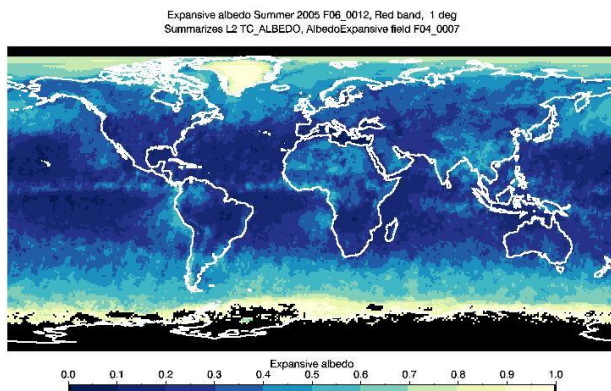 Expansive albedo Summer 2005 F06_0012, Red band, 1 deg
Summarizes L2 TC_ALBEDO, AlbedoExpansive field F04_0007
Expansive albedo
0.0 0.1 0.2 0.3 0.4 0.5 0.6 0.7 0.8 0.9 1.0